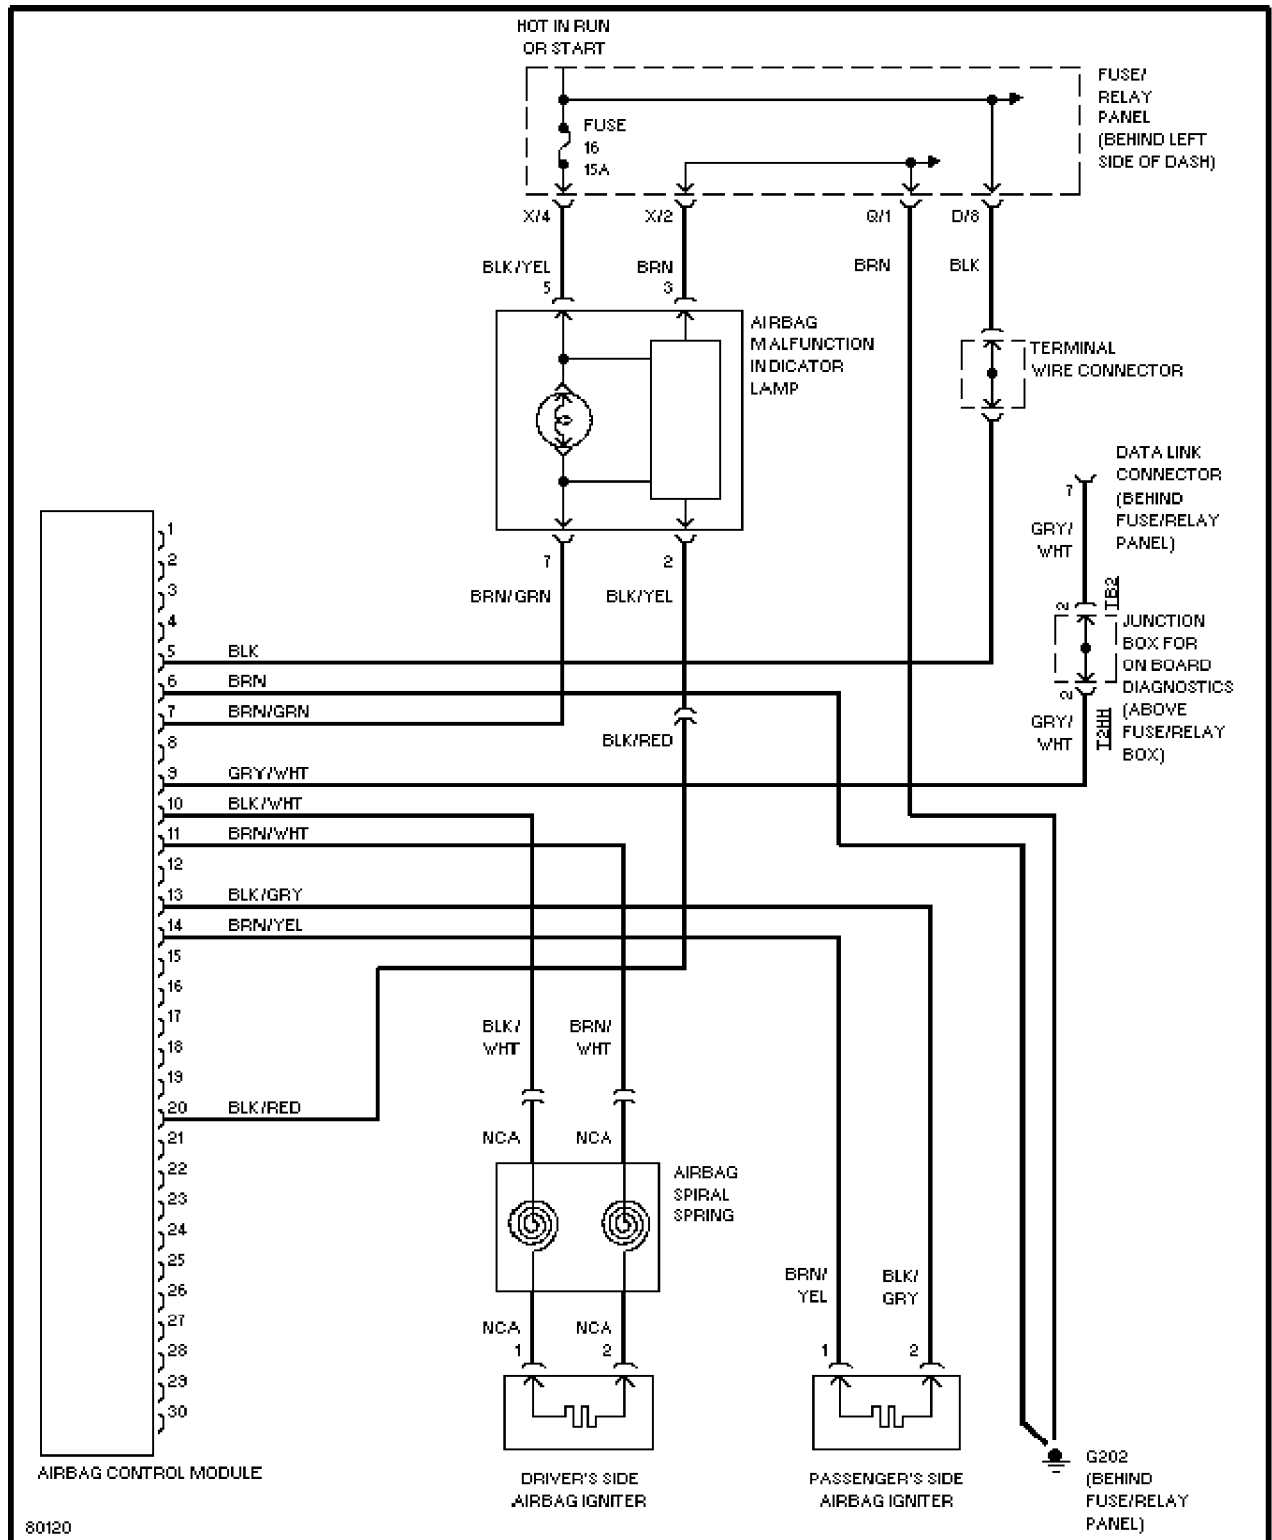 HOT IN RUN
OR START
FUSE/
RELAY
PANEL
(BEHIND LEFT
SIDE OF DASH)
FUSE
16
15A
X/4
X/2
Q/1
D/8
BLK/YEL
BRN
BRN
BLK
5
3
AIRBAG
MALFUNCTION
INDICATOR
LAMP
TERMINAL
WIRE CONNECTOR
DATA LINK
CONNECTOR
(BEHIND
FUSE/RELAY
PANEL)
7
GRY/
WHT
7
2
BRN/GRN
BLK/YEL
2
TB2
JUNCTION
BOX FOR
ON BOARD
DIAGNOSTICS
(ABOVE
FUSE/RELAY
BOX)
2
T2HH
GRY/
WHT
BLK/RED
1
2
3
4
5
BLK
6
BRN
7
BRN/GRN
8
9
GRY/WHT
10
BLK/WHT
11
BRN/WHT
12
13
BLK/GRY
14
BRN/YEL
15
16
17
18
19
20
BLK/RED
21
22
23
24
25
26
27
28
29
30
AIRBAG CONTROL MODULE
BLK/
WHT
BRN/
WHT
NCA
NCA
AIRBAG
SPIRAL
SPRING
NCA
NCA
1
2
BRN/
YEL
BLK/
GRY
1
2
DRIVER'S SIDE
AIRBAG IGNITER
PASSENGER'S SIDE
AIRBAG IGNITER
G202
(BEHIND
FUSE/RELAY
PANEL)
80120